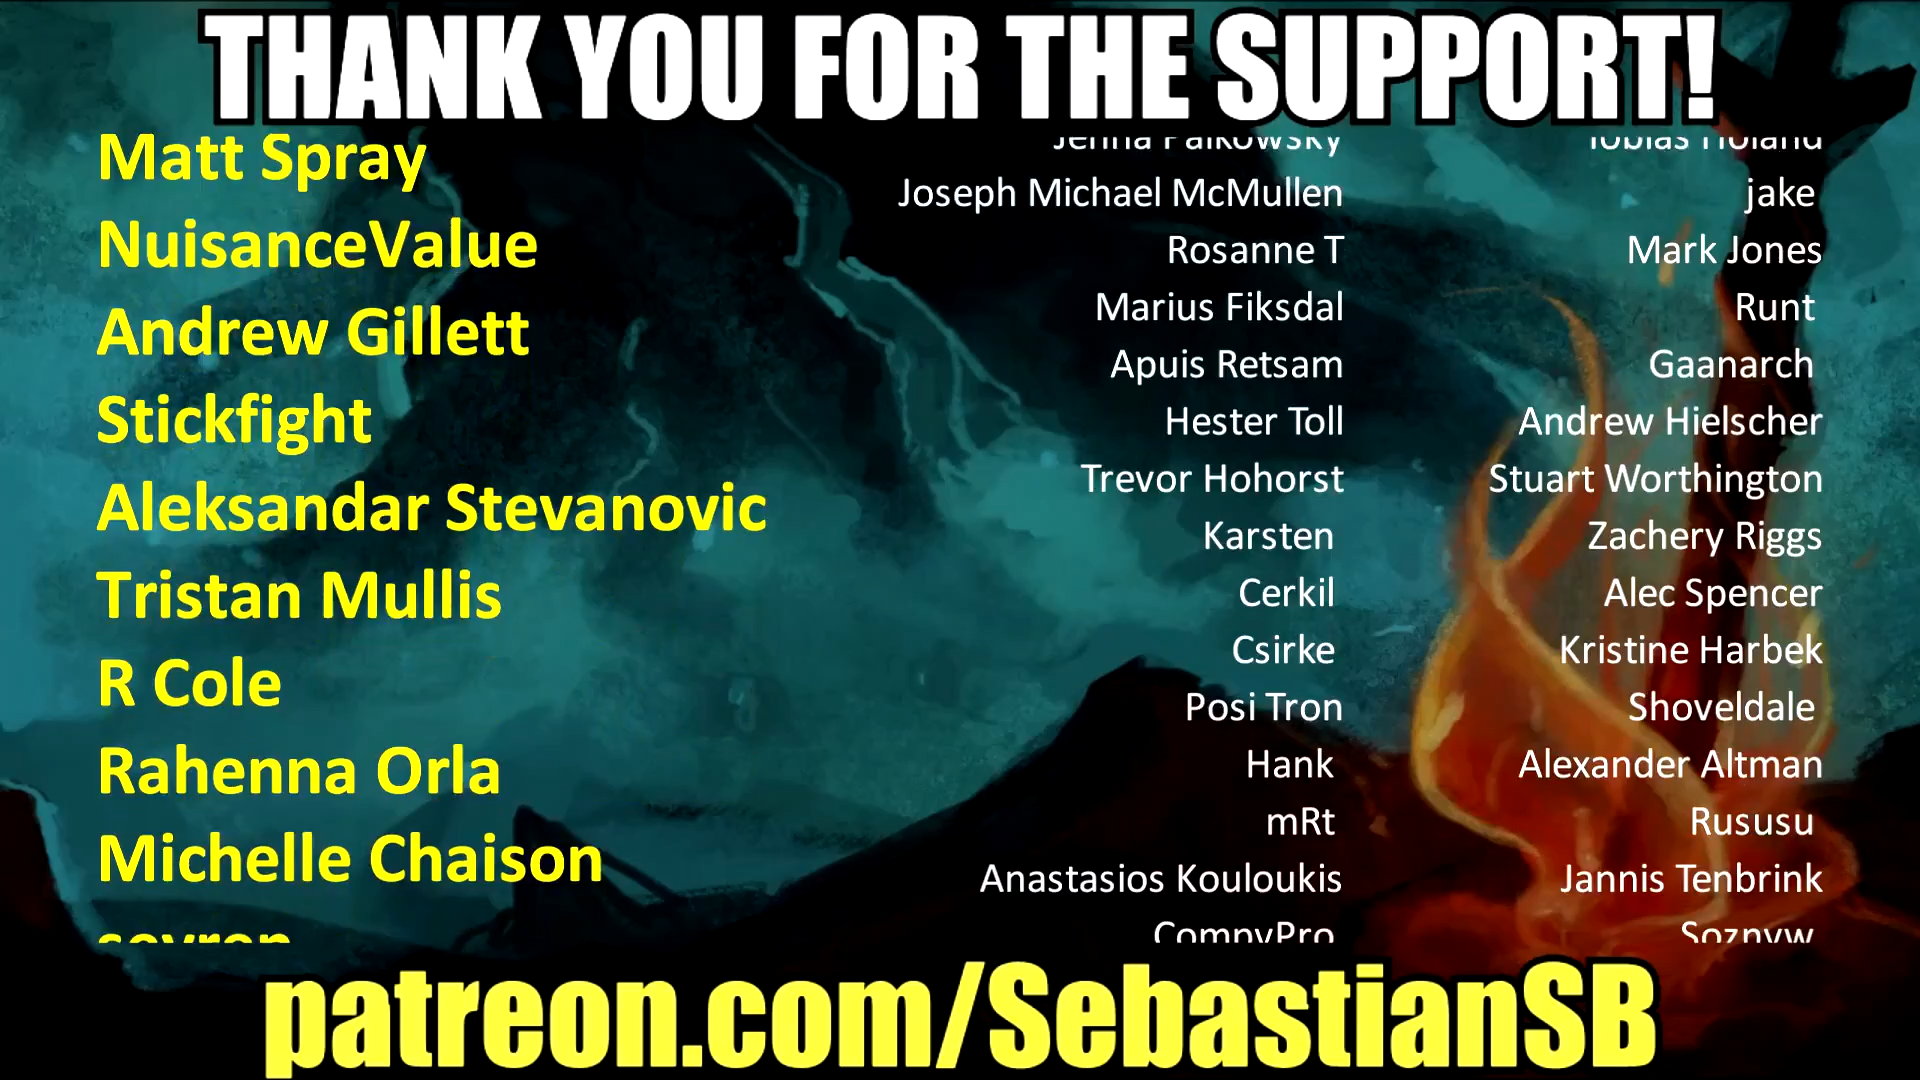 THANK YOU FOR THE SUPPORT!
Matt Spray
NuisanceValue
Andrew Gillett
Stickfight
Aleksandar Stevanovic
Tristan Mullis
R Cole
Rahenna Orla
Michelle Chaison
Joseph Michael McMullen
Rosanne T
Marius Fiksdal
Apuis Retsam
Hester Toll
Trevor Hohorst
Karsten
Cerkil
Csirke
Posi Tron
Hank
mRt
Anastasios Kouloukis
CompyPro
jake
Mark Jones
Runt
Gaanarch
Andrew Hielscher
Stuart Worthington
Zachery Riggs
Alec Spencer
Kristine Harbek
Shoveldale
Alexander Altman
Rususu
Jannis Tenbrink
patreon.com/SebastianSB